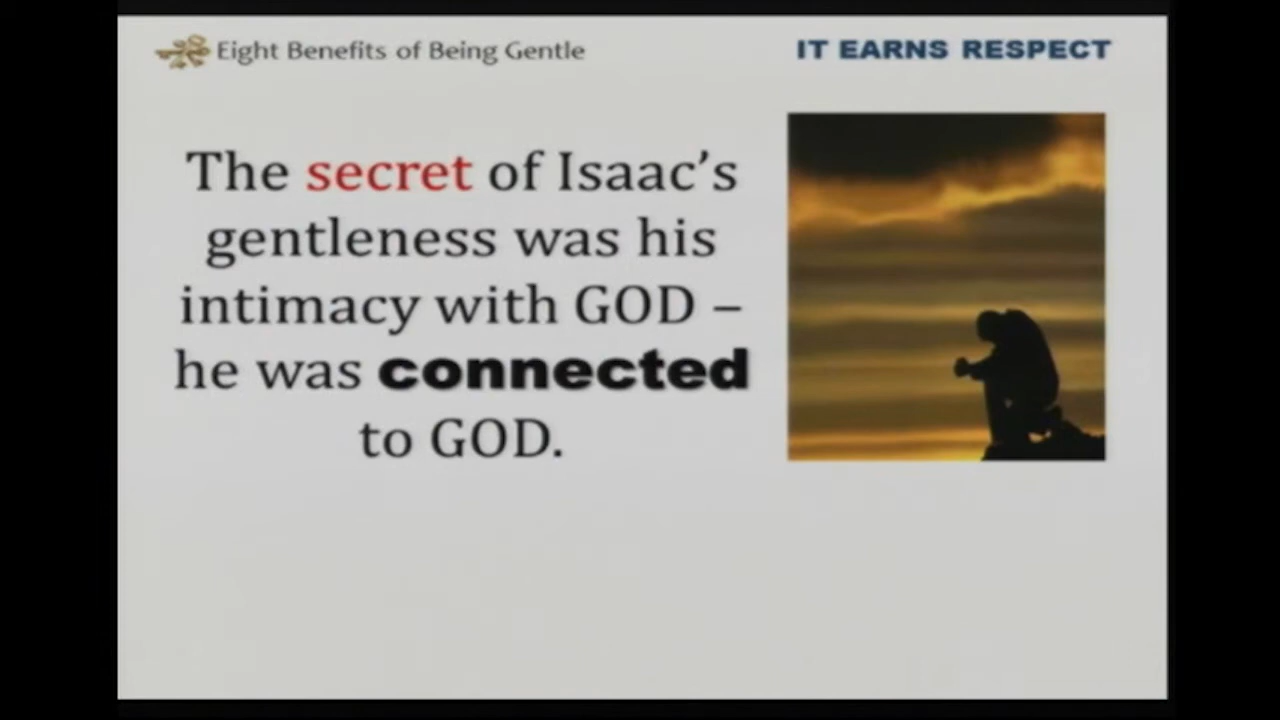 Eight Benefits of Being Gentle
IT EARNS RESPECT
The secret of Isaac’s
gentleness was his
intimacy with GOD –
he was connected
to GOD.